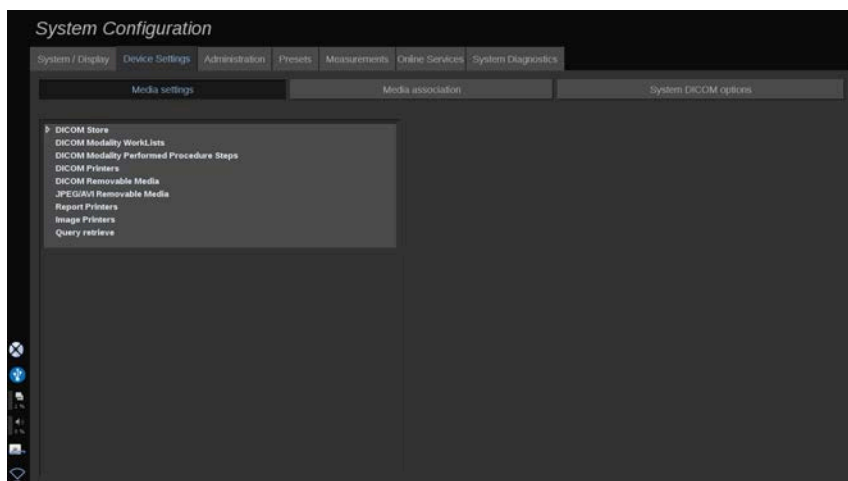 System Configuration
System / Display Device Settings Administration Presets Measurements Online Services System Diagnostics
Media settings Media association System DICOM options
DICOM Store
DICOM Modality WorkLists
DICOM Modality Performed Procedure Steps
DICOM Printers
DICOM Removable Media
JPEG/AVI Removable Media
Report Printers
Image Printers
Query retrieve